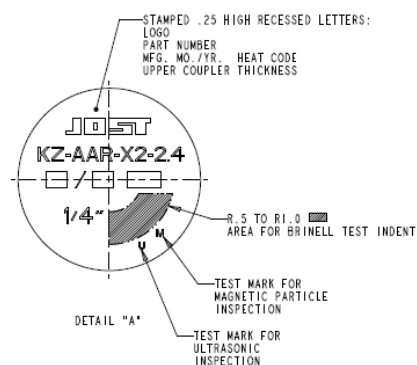 STAMPED .25 HIGH RECESSED LETTERS:
LOGO
PART NUMBER
MFG. MO./YR. HEAT CODE
UPPER COUPLER THICKNESS
JOST
KZ-AAR-X2-2.4
/
1/4"
R.5 TO R1.0
AREA FOR BRINELL TEST INDENT
M
U
TEST MARK FOR
MAGNETIC PARTICLE
INSPECTION
DETAIL "A"
TEST MARK FOR
ULTRASONIC
INSPECTION